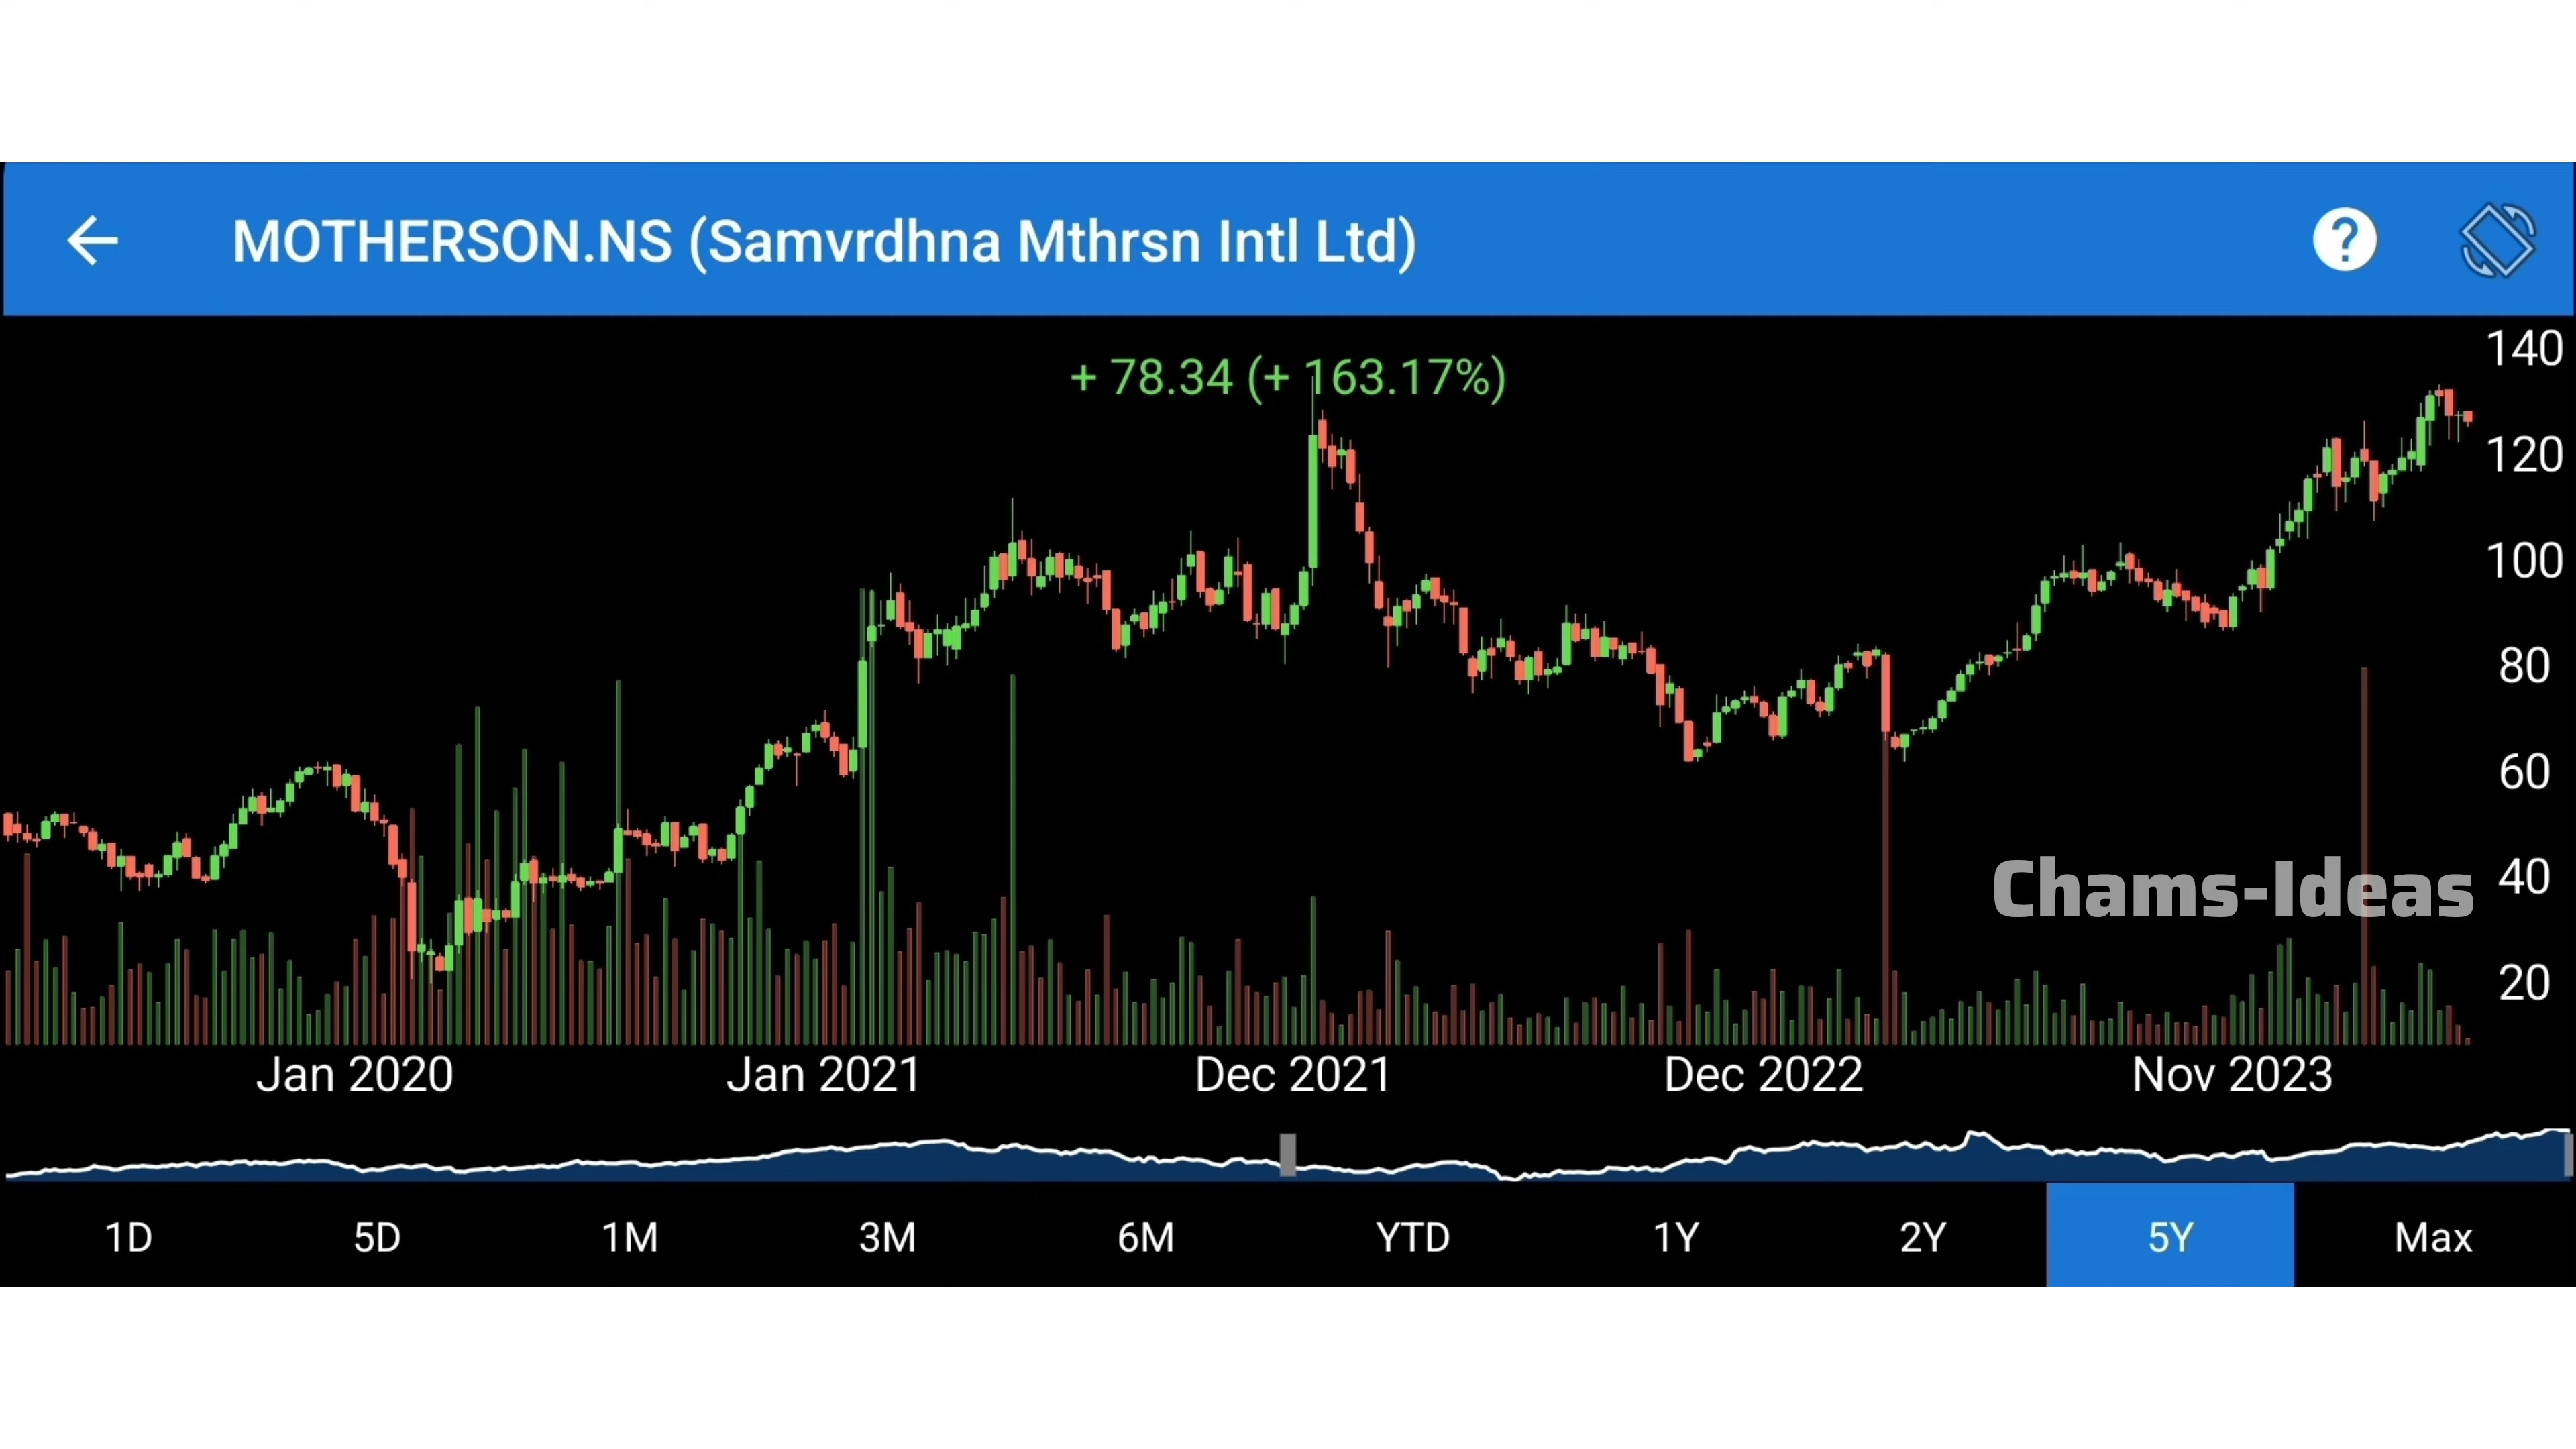 MOTHERSON.NS (Samvrdhna Mthrsn Intl Ltd)
?
+ 78.34 (+ 163.17%)
140
120
100
80
60
40
20
Chams-Ideas
Jan 2020 Jan 2021 Dec 2021 Dec 2022 Nov 2023
1D 5D 1M 3M 6M YTD 1Y 2Y 5Y Max